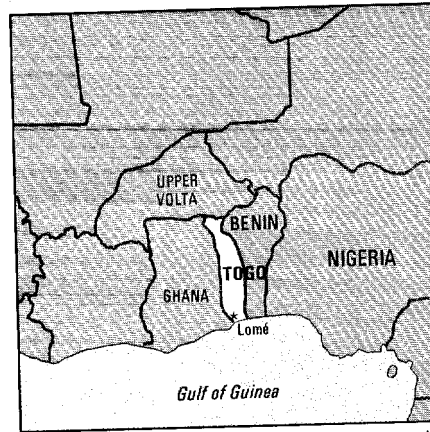 UPPER
VOLTA
BENIN
NIGERIA
TOGO
GHANA
Lomé
Gulf of Guinea